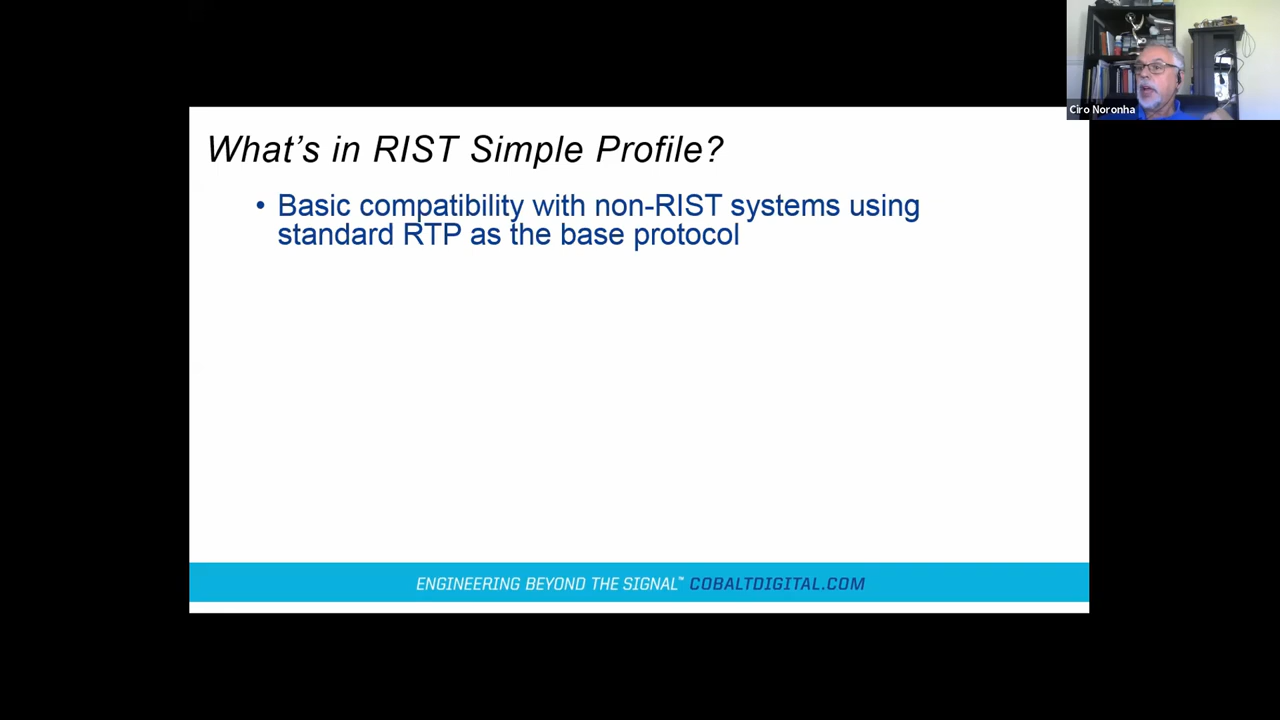 Ciro Noronha
What's in RIST Simple Profile?
• Basic compatibility with non-RIST systems using
standard RTP as the base protocol
ENGINEERING BEYOND THE SIGNAL™ COBALTDIGITAL.COM